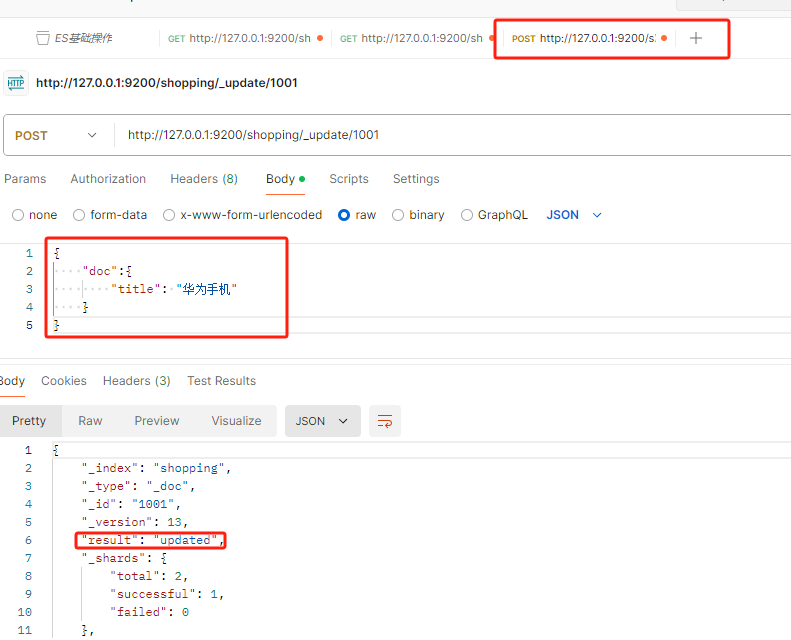 ES基础操作
GET http://127.0.0.1:9200/sh
GET http://127.0.0.1:9200/sh
POST http://127.0.0.1:9200/s
HTTP http://127.0.0.1:9200/shopping/_update/1001
POST http://127.0.0.1:9200/shopping/_update/1001
Params Authorization Headers (8) Body Scripts Settings
none form-data x-www-form-urlencoded raw binary GraphQL JSON
1 {
2 "doc":{
3 "title": "华为手机"
4 }
5 }
Body Cookies Headers (3) Test Results
Pretty Raw Preview Visualize JSON
1 {
2 "_index": "shopping",
3 "_type": "_doc",
4 "_id": "1001",
5 "_version": 13,
6 "result": "updated",
7 "_shards": {
8 "total": 2,
9 "successful": 1,
10 "failed": 0
11 },